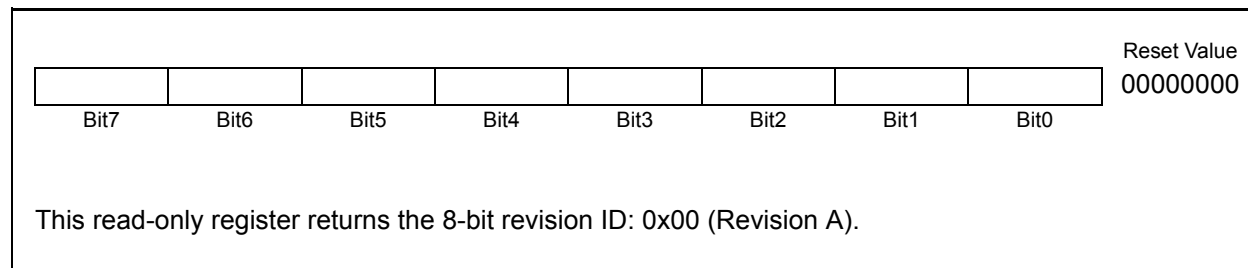 Reset Value
00000000
Bit7 Bit6 Bit5 Bit4 Bit3 Bit2 Bit1 Bit0
This read-only register returns the 8-bit revision ID: 0x00 (Revision A).